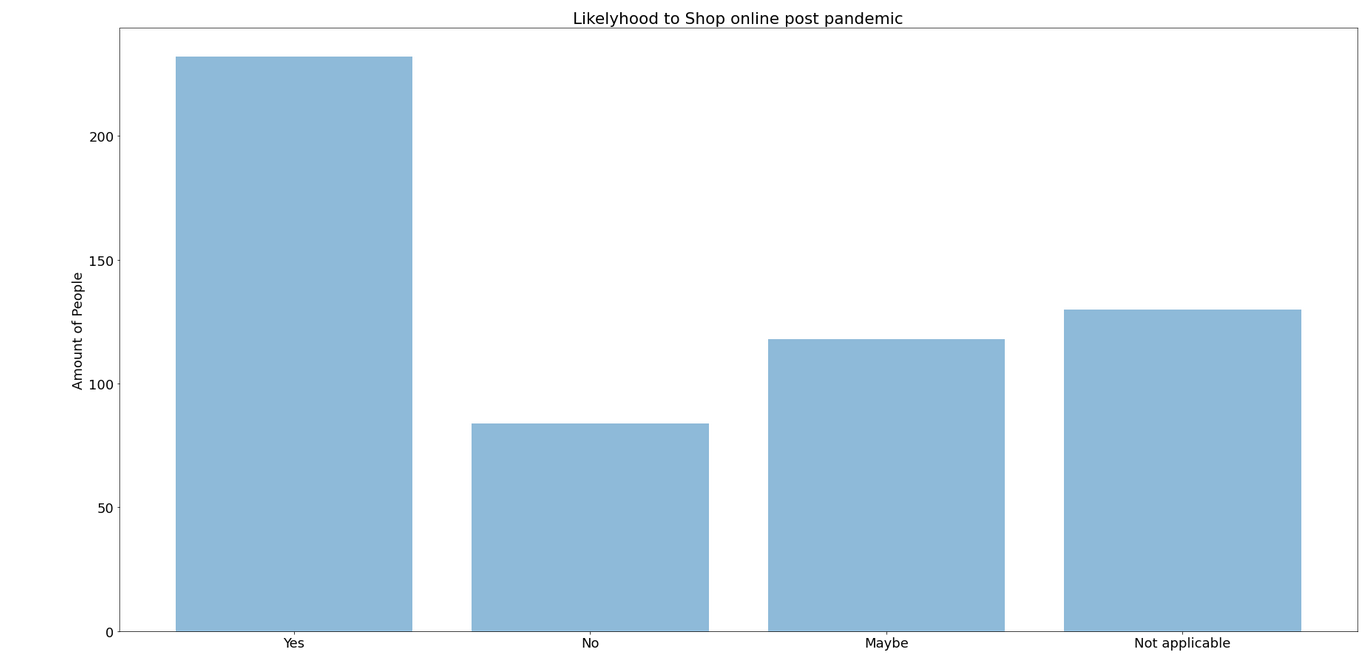 Likelyhood to Shop online post pandemic
Amount of People
200
150
100
50
0
Yes
No
Maybe
Not applicable